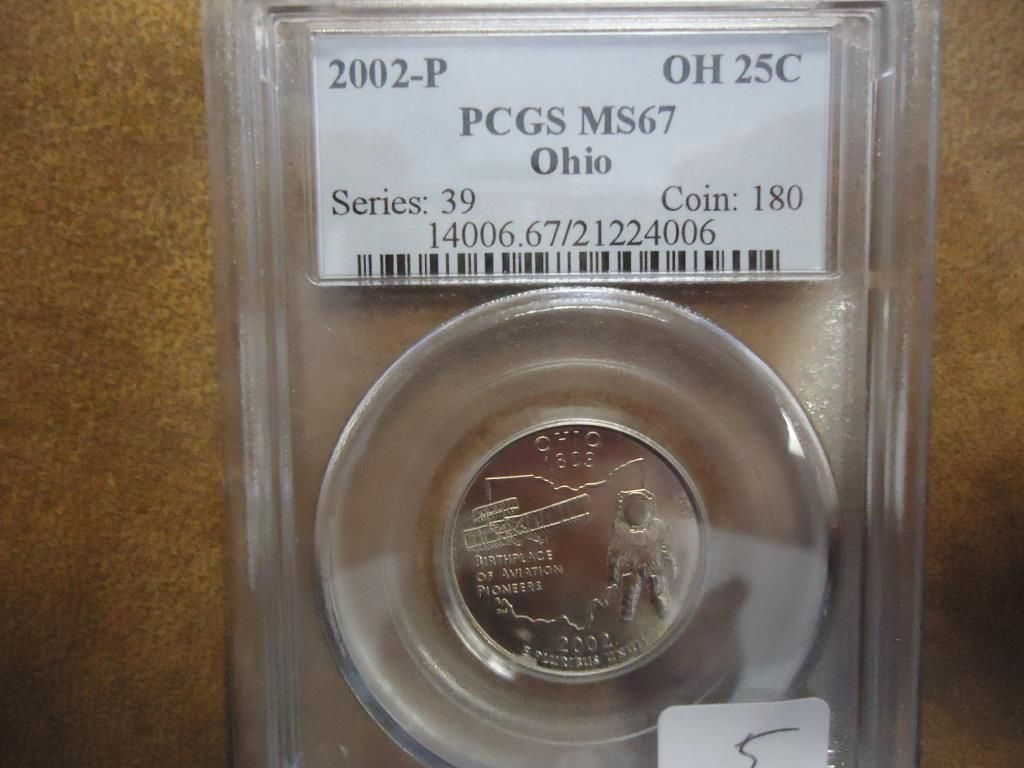 2002-P OH 25C
PCGS MS67
Ohio
Series: 39 Coin: 180
14006.67/21224006
OHIO
1803
BIRTHPLACE
OF AVIATION
PIONEERS
2002
E PLURIBUS UNUM
5